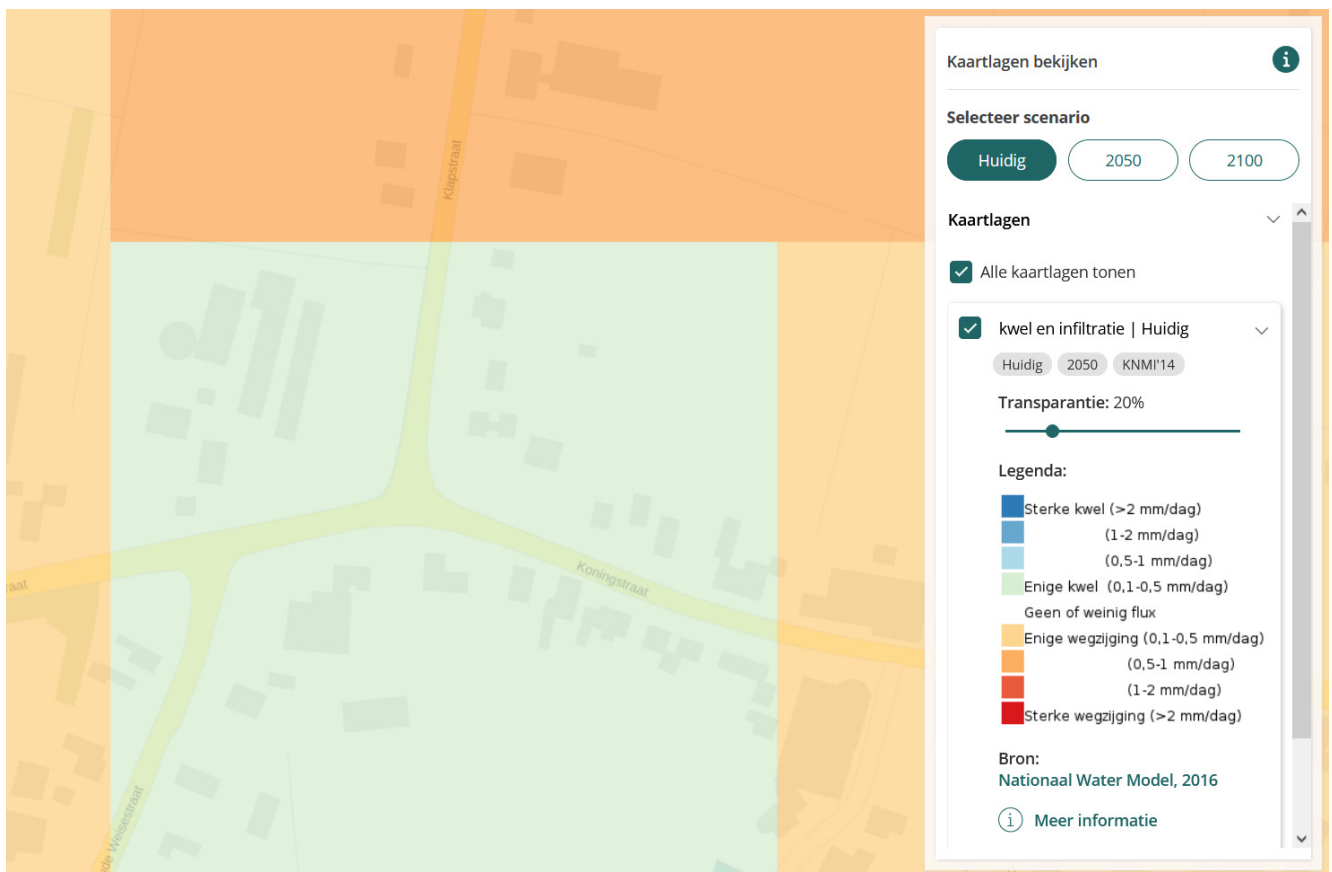 Kaartlagen bekijken
Selecteer scenario
Huidig 2050 2100
Kaartlagen
Alle kaartlagen tonen
kwel en infiltratie | Huidig
Huidig 2050 KNMI'14
Transparantie: 20%
Legenda:
Sterke kwel (>2 mm/dag)
(1-2 mm/dag)
(0,5-1 mm/dag)
Enige kwel (0,1-0,5 mm/dag)
Geen of weinig flux
Enige wegzijging (0,1-0,5 mm/dag)
(0,5-1 mm/dag)
(1-2 mm/dag)
Sterke wegzijging (>2 mm/dag)
Bron:
Nationaal Water Model, 2016
Meer informatie
Klapstraat
Koningstraat
raat
de Weisestraat